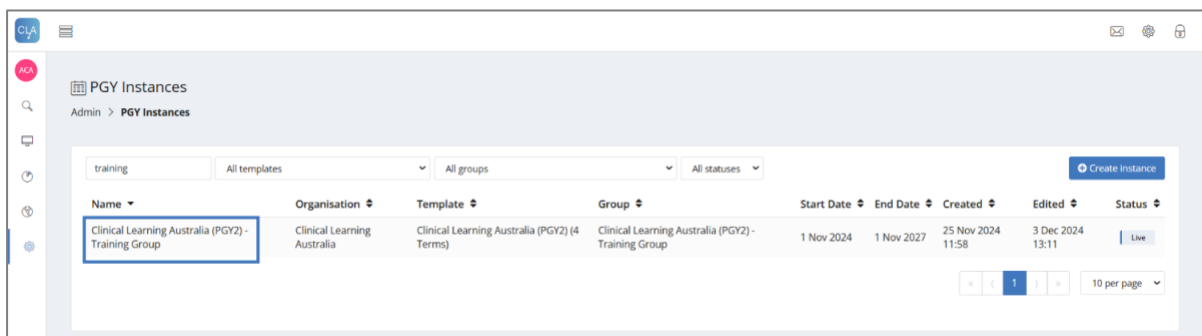 CLA
ACA
PGY Instances
Admin > PGY Instances
training
All templates
All groups
All statuses
Create Instance
Name Organisation Template Group Start Date End Date Created Edited Status
Clinical Learning Australia (PGY2) - Clinical Learning Clinical Learning Australia (PGY2) (4 Clinical Learning Australia (PGY2) - 1 Nov 2024 1 Nov 2027 25 Nov 2024 3 Dec 2024 Live
Training Group Australia Terms) Training Group 11:58 13:11
« ‹ 1 › » 10 per page